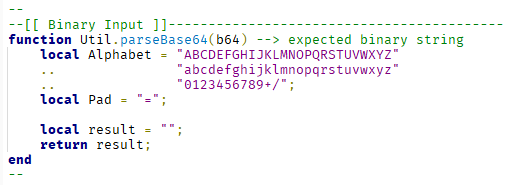 --
--[[ Binary Input ]]-------------------------------------------
function Util.parseBase64(b64) --> expected binary string
    local Alphabet = "ABCDEFGHIJKLMNOPQRSTUVWXYZ"
    ..               "abcdefghijklmnopqrstuvwxyz"
    ..               "0123456789+/";
    local Pad = "=";

    local result = "";
    return result;
end
--